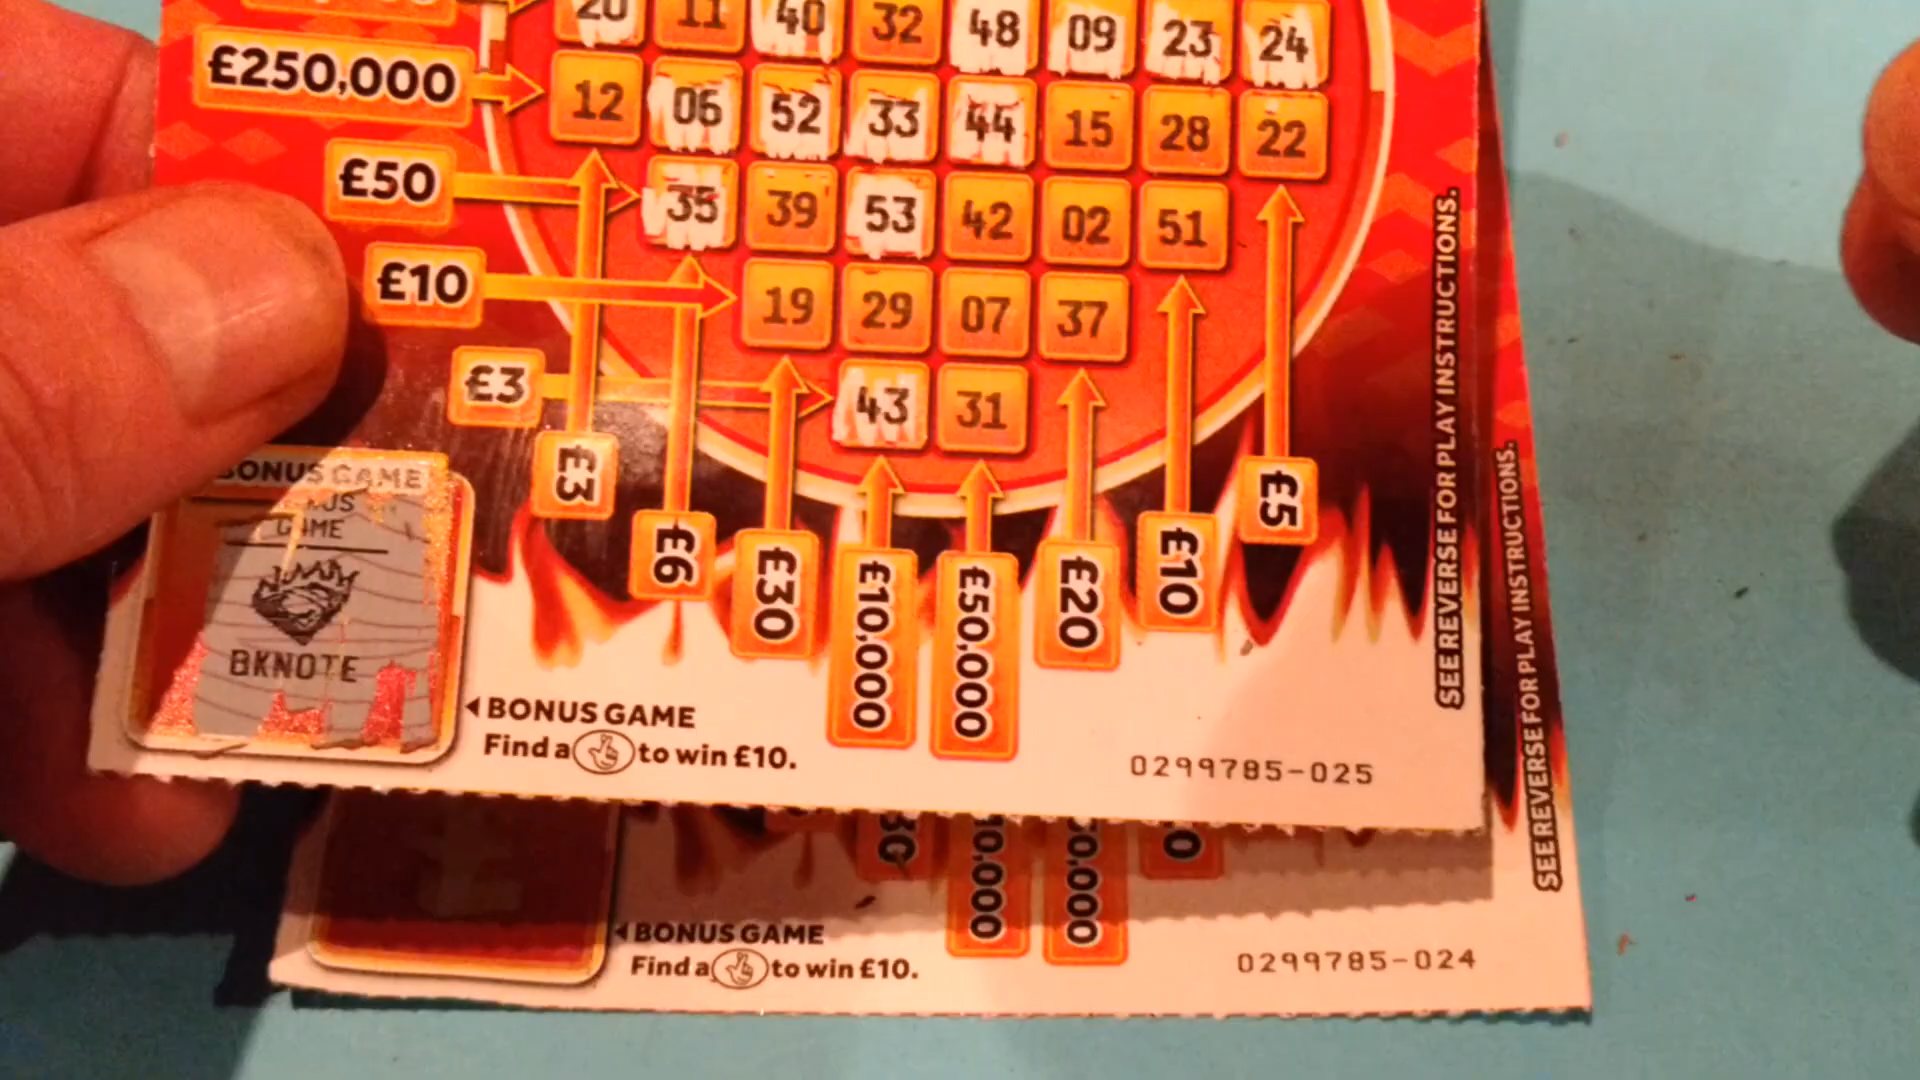 20 11 40 32 48 09 23 24
£250,000 12 06 52 33 44 15 28 22
£50 35 39 53 42 02 51
£10 19 29 07 37
£3 43 31
£3 £6 £30 £10,000 £50,000 £20 £10 £5
BONUS GAME
GAME
BKNOTE
BONUS GAME
Find a to win £10.
0299785-025
SEE REVERSE FOR PLAY INSTRUCTIONS.
BONUS GAME
Find a to win £10.
0299785-024
SEE REVERSE FOR PLAY INSTRUCTIONS.